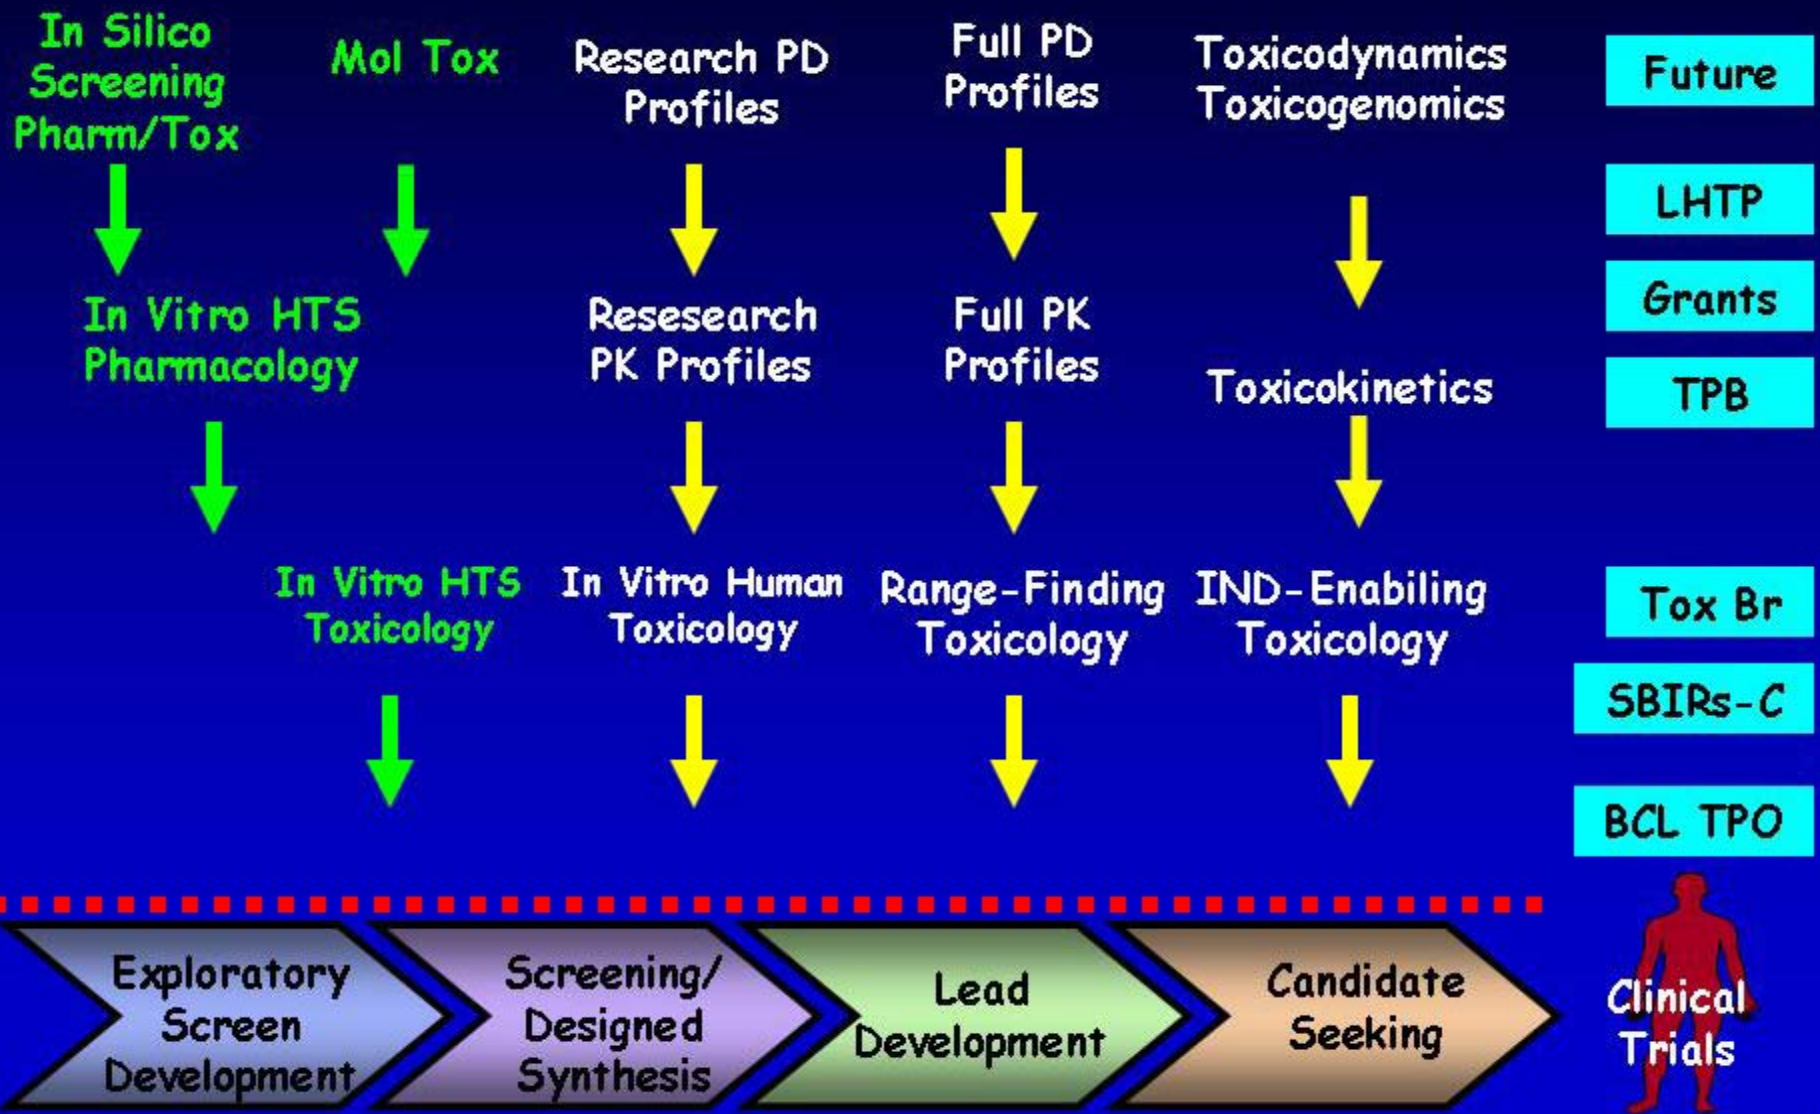 In Silico
Screening
Pharm/Tox
Mol Tox
Research PD
Profiles
Full PD
Profiles
Toxicodynamics
Toxicogenomics
Future
LHTP
In Vitro HTS
Pharmacology
Resesearch
PK Profiles
Full PK
Profiles
Toxicokinetics
Grants
TPB
In Vitro HTS
Toxicology
In Vitro Human
Toxicology
Range-Finding
Toxicology
IND-Enabiling
Toxicology
Tox Br
SBIRs-C
BCL TPO
Exploratory
Screen
Development
Screening/
Designed
Synthesis
Lead
Development
Candidate
Seeking
Clinical
Trials